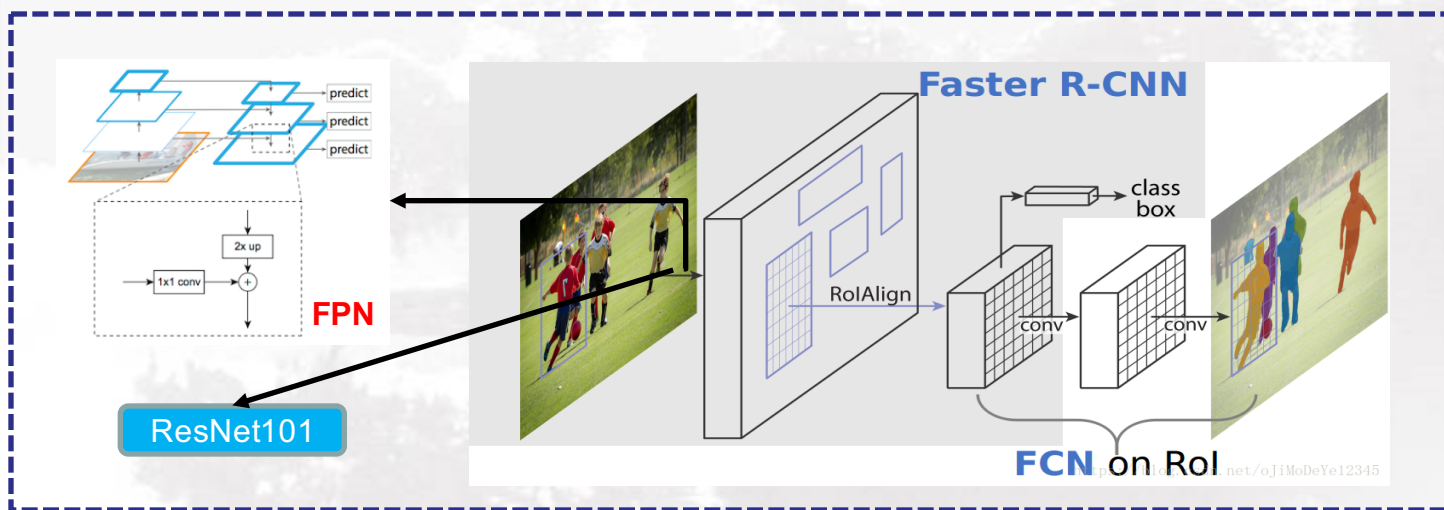 predict
predict
predict
2x up
1x1 conv
+
FPN
ResNet101
Faster R-CNN
RoIAlign
class
box
conv
conv
FCN on RoI